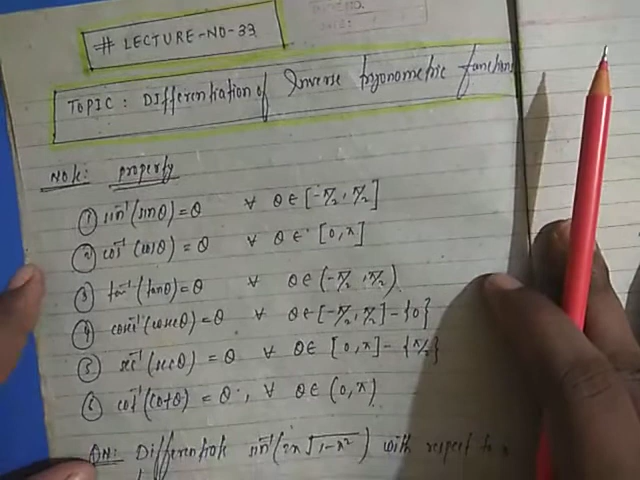 # LECTURE-NO-33
TOPIC: Differentiation of Inverse trigonometric functions
Note: property
① sin⁻¹(sinθ)=θ ∀ θ∈[-π/2, π/2]
② cos⁻¹(cosθ)=θ ∀ θ∈[0,π]
③ tan⁻¹(tanθ)=θ ∀ θ∈(-π/2, π/2).
④ cosec⁻¹(cosecθ)=θ ∀ θ∈[-π/2, π/2]-{0}
⑤ sec⁻¹(secθ)=θ ∀ θ∈[0,π]-{π/2}
⑥ cot⁻¹(cotθ)=θ, ∀ θ∈(0,π)
QN: Differentiate sin⁻¹(2x√1-x²) with respect to x